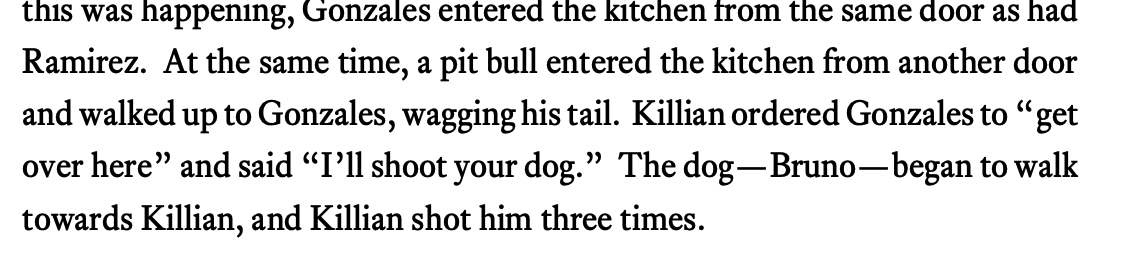 this was happening, Gonzales entered the kitchen from the same door as had
Ramirez.  At the same time, a pit bull entered the kitchen from another door
and walked up to Gonzales, wagging his tail.  Killian ordered Gonzales to “get
over here” and said “I’ll shoot your dog.”  The dog—Bruno—began to walk
towards Killian, and Killian shot him three times.